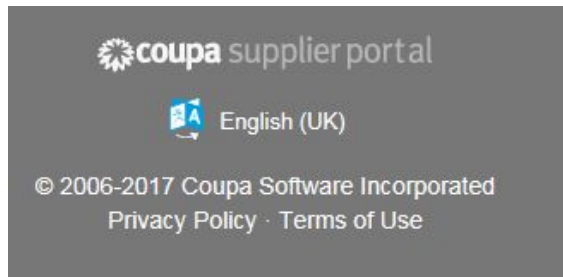 coupa supplier portal
English (UK)
© 2006-2017 Coupa Software Incorporated
Privacy Policy · Terms of Use